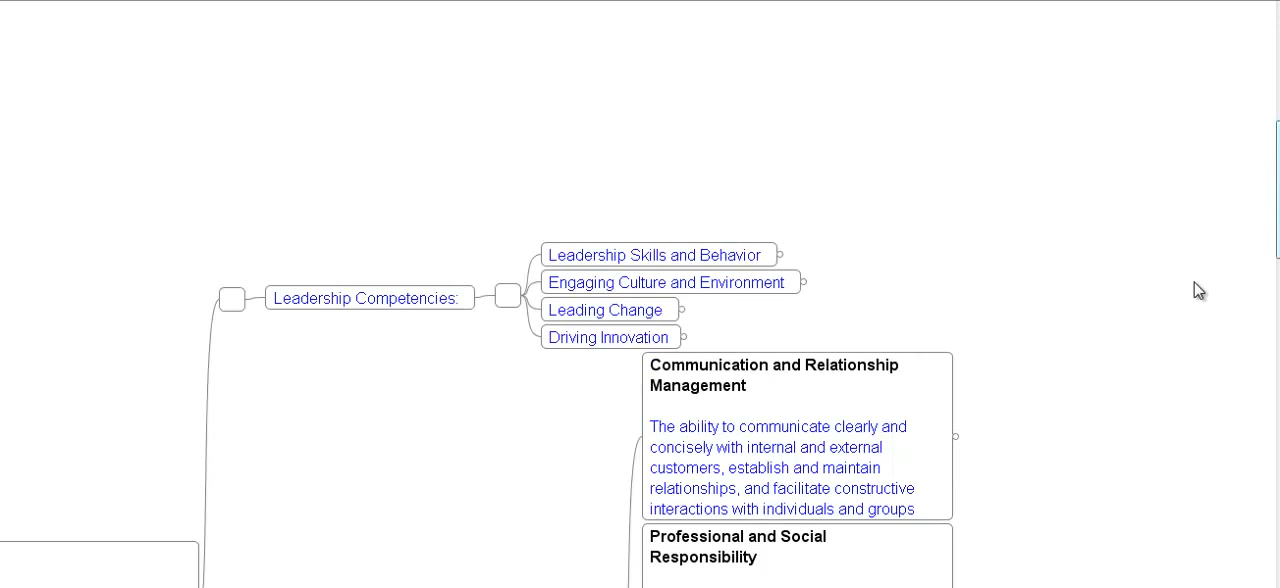 Leadership Skills and Behavior
Engaging Culture and Environment
Leadership Competencies:
Leading Change
Driving Innovation
Communication and Relationship
Management
The ability to communicate clearly and
concisely with internal and external
customers, establish and maintain
relationships, and facilitate constructive
interactions with individuals and groups
Professional and Social
Responsibility